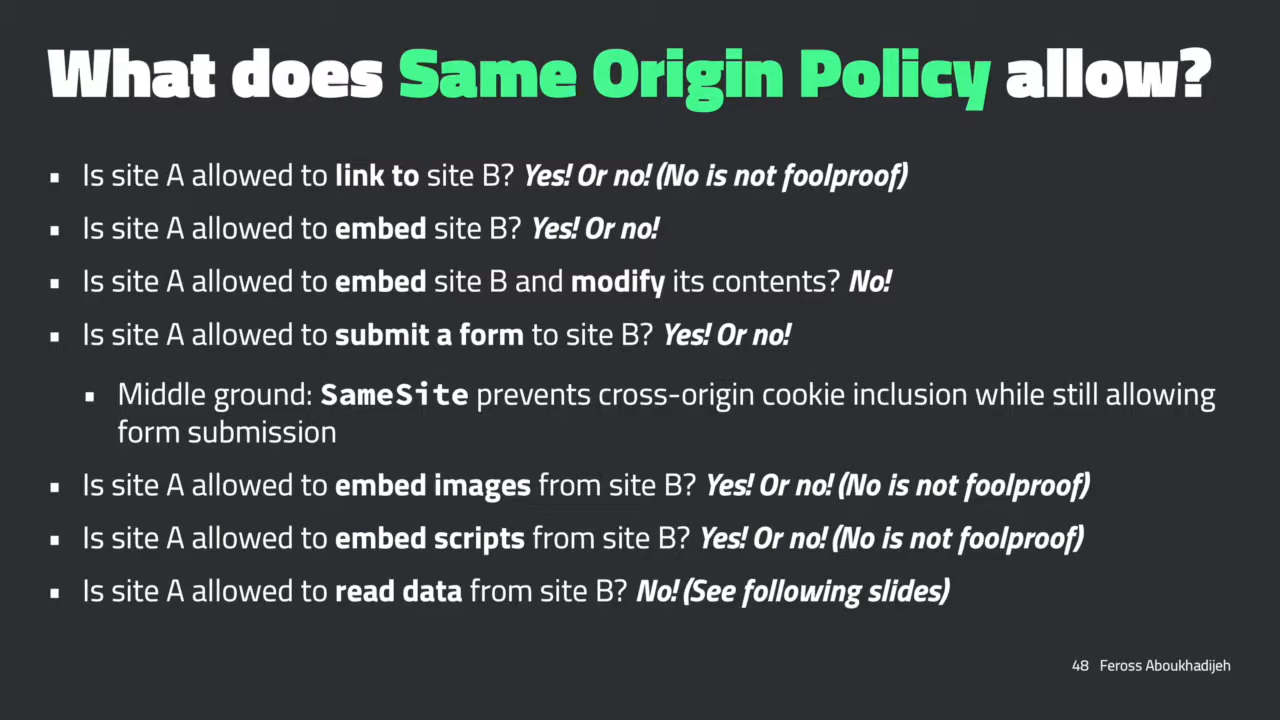 What does Same Origin Policy allow?
▪ Is site A allowed to link to site B? Yes! Or no! (No is not foolproof)
▪ Is site A allowed to embed site B? Yes! Or no!
▪ Is site A allowed to embed site B and modify its contents? No!
▪ Is site A allowed to submit a form to site B? Yes! Or no!
▪ Middle ground: SameSite prevents cross-origin cookie inclusion while still allowing
form submission
▪ Is site A allowed to embed images from site B? Yes! Or no! (No is not foolproof)
▪ Is site A allowed to embed scripts from site B? Yes! Or no! (No is not foolproof)
▪ Is site A allowed to read data from site B? No! (See following slides)
48 Feross Aboukhadijeh